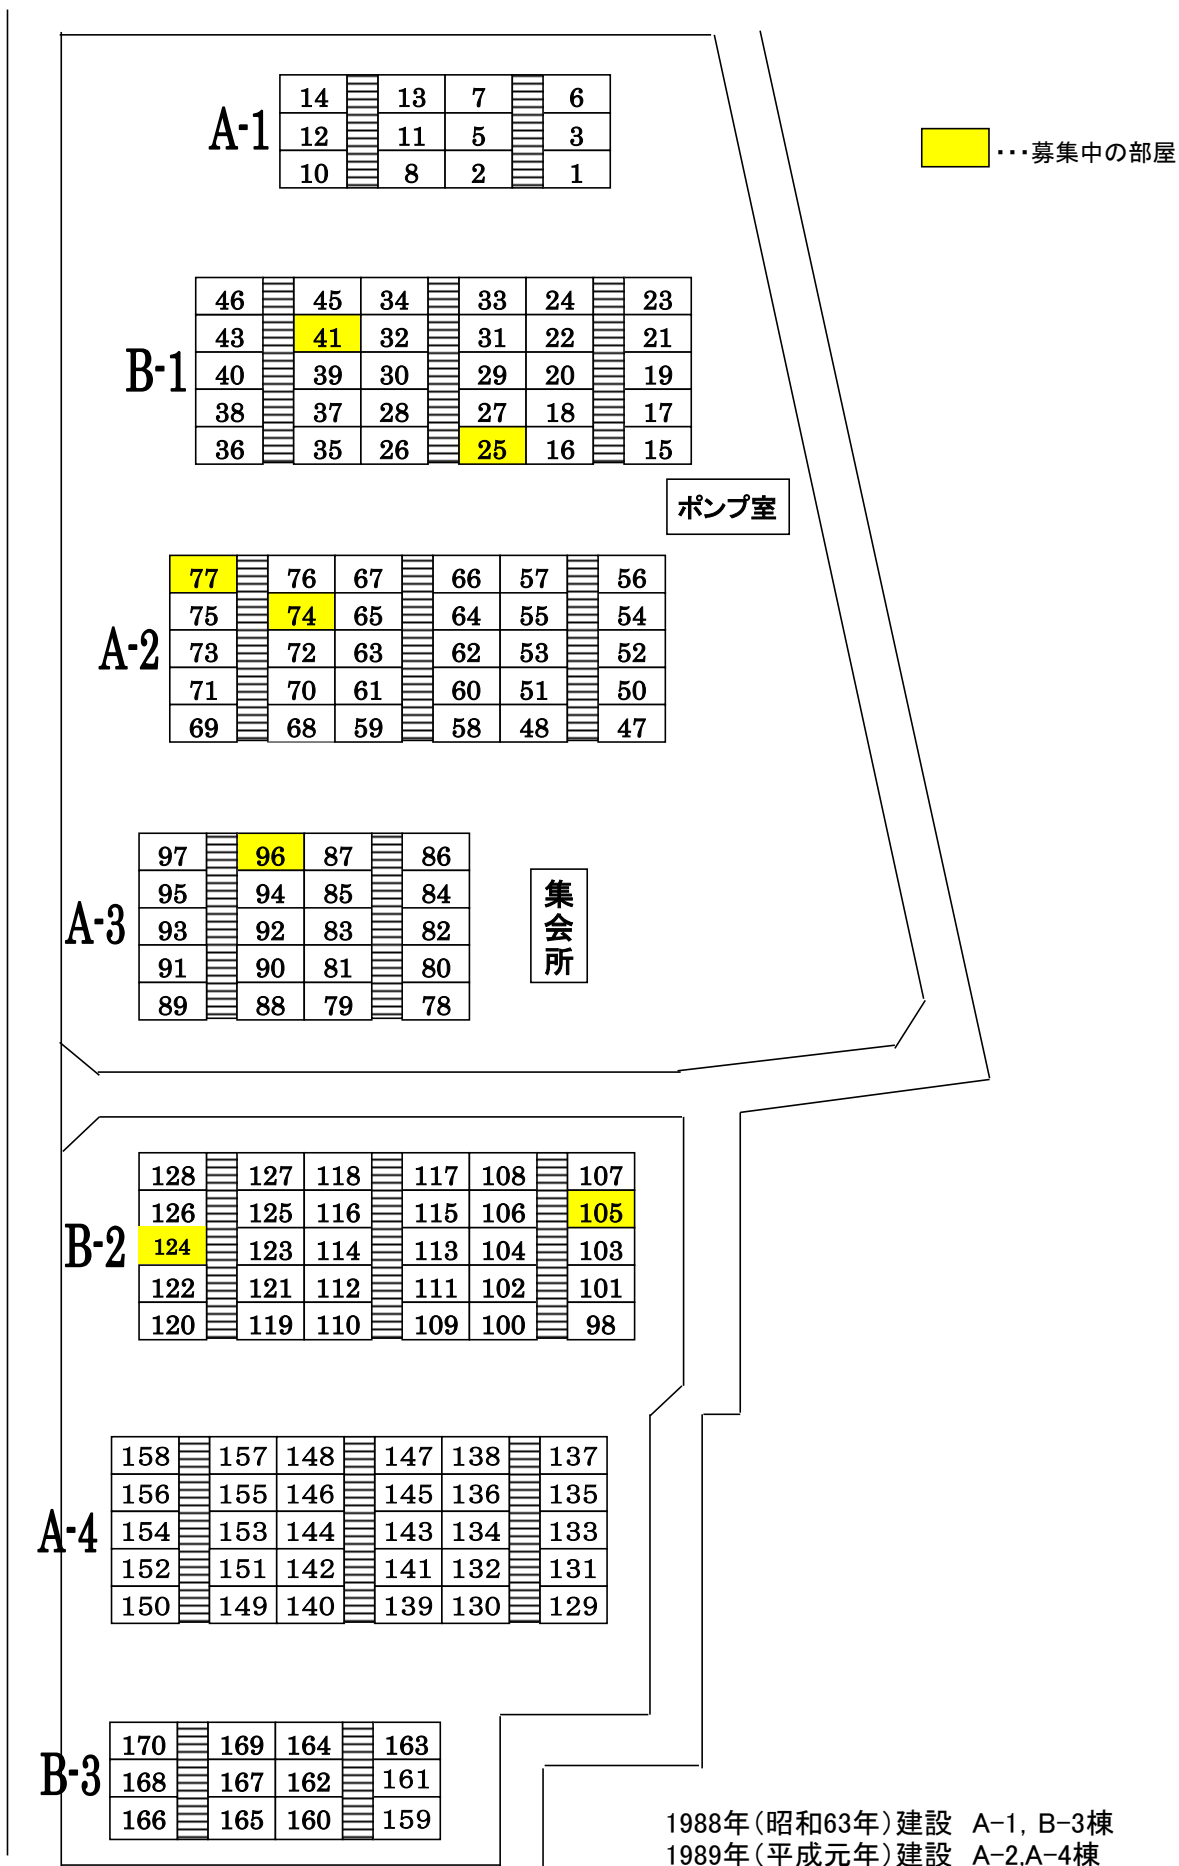 A-1
14 13 7 6
12 11 5 3
10 8 2 1
･･･募集中の部屋
B-1
46 45 34 33 24 23
43 41 32 31 22 21
40 39 30 29 20 19
38 37 28 27 18 17
36 35 26 25 16 15
ポンプ室
A-2
77 76 67 66 57 56
75 74 65 64 55 54
73 72 63 62 53 52
71 70 61 60 51 50
69 68 59 58 48 47
A-3
97 96 87 86
95 94 85 84
93 92 83 82
91 90 81 80
89 88 79 78
集
会
所
B-2
128 127 118 117 108 107
126 125 116 115 106 105
124 123 114 113 104 103
122 121 112 111 102 101
120 119 110 109 100 98
A-4
158 157 148 147 138 137
156 155 146 145 136 135
154 153 144 143 134 133
152 151 142 141 132 131
150 149 140 139 130 129
B-3
170 169 164 163
168 167 162 161
166 165 160 159
1988年(昭和63年)建設 A-1, B-3棟
1989年(平成元年)建設 A-2,A-4棟